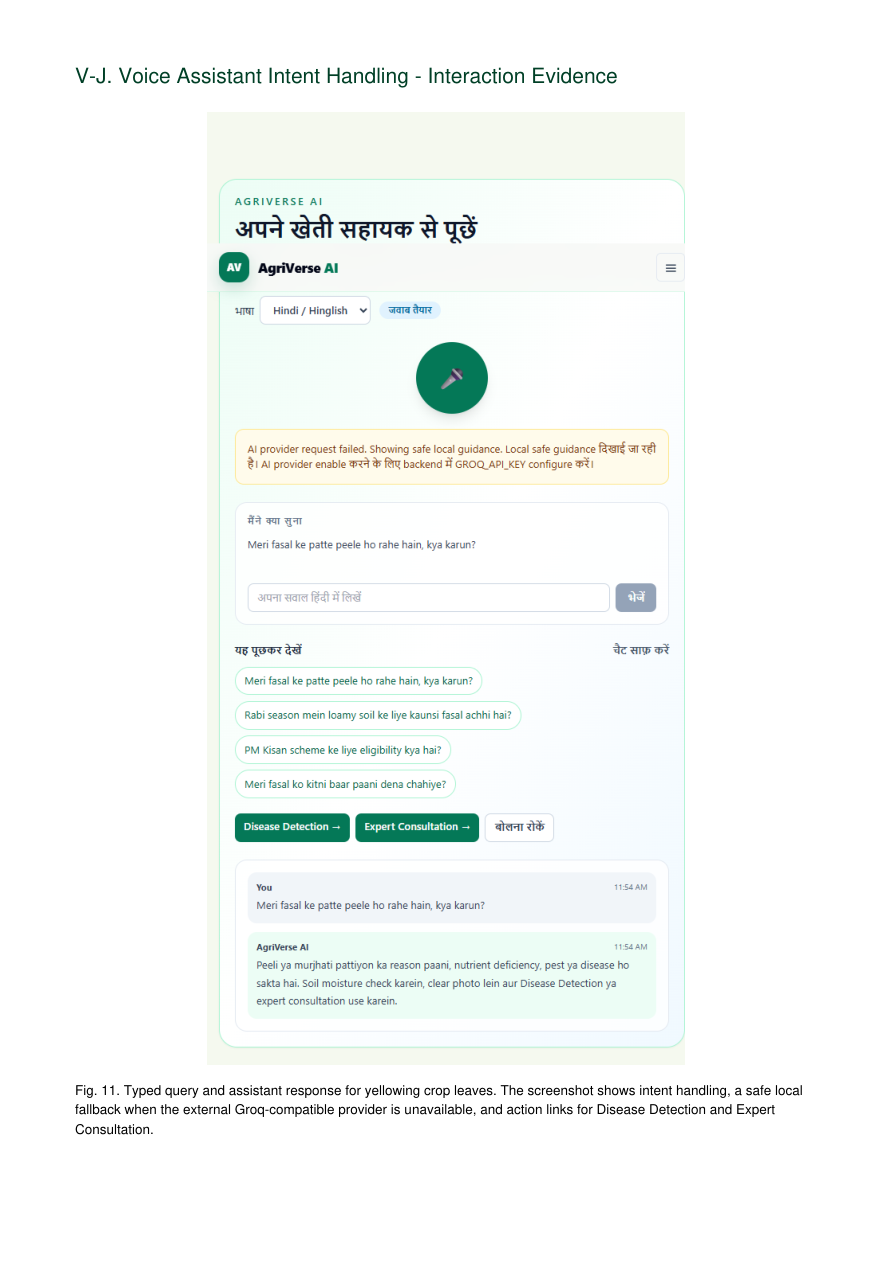 V-J. Voice Assistant Intent Handling - Interaction Evidence
AGRIVERSE AI
अपने खेती सहायक से पूछें
AV AgriVerse AI
भाषा Hindi / Hinglish जवाब तैयार
AI provider request failed. Showing safe local guidance. Local safe guidance दिखाई जा रही
है। AI provider enable करने के लिए backend में GROQ_API_KEY configure करें।
मैंने क्या सुना
Meri fasal ke patte peele ho rahe hain, kya karun?
अपना सवाल हिंदी में लिखें भेजें
यह पूछकर देखें चैट साफ़ करें
Meri fasal ke patte peele ho rahe hain, kya karun?
Rabi season mein loamy soil ke liye kaunsi fasal achhi hai?
PM Kisan scheme ke liye eligibility kya hai?
Meri fasal ko kitni baar paani dena chahiye?
Disease Detection → Expert Consultation → बोलना रोकें
You 11:54 AM
Meri fasal ke patte peele ho rahe hain, kya karun?
AgriVerse AI 11:54 AM
Peeli ya murjhati pattiyon ka reason paani, nutrient deficiency, pest ya disease ho
sakta hai. Soil moisture check karein, clear photo lein aur Disease Detection ya
expert consultation use karein.
Fig. 11. Typed query and assistant response for yellowing crop leaves. The screenshot shows intent handling, a safe local
fallback when the external Groq-compatible provider is unavailable, and action links for Disease Detection and Expert
Consultation.